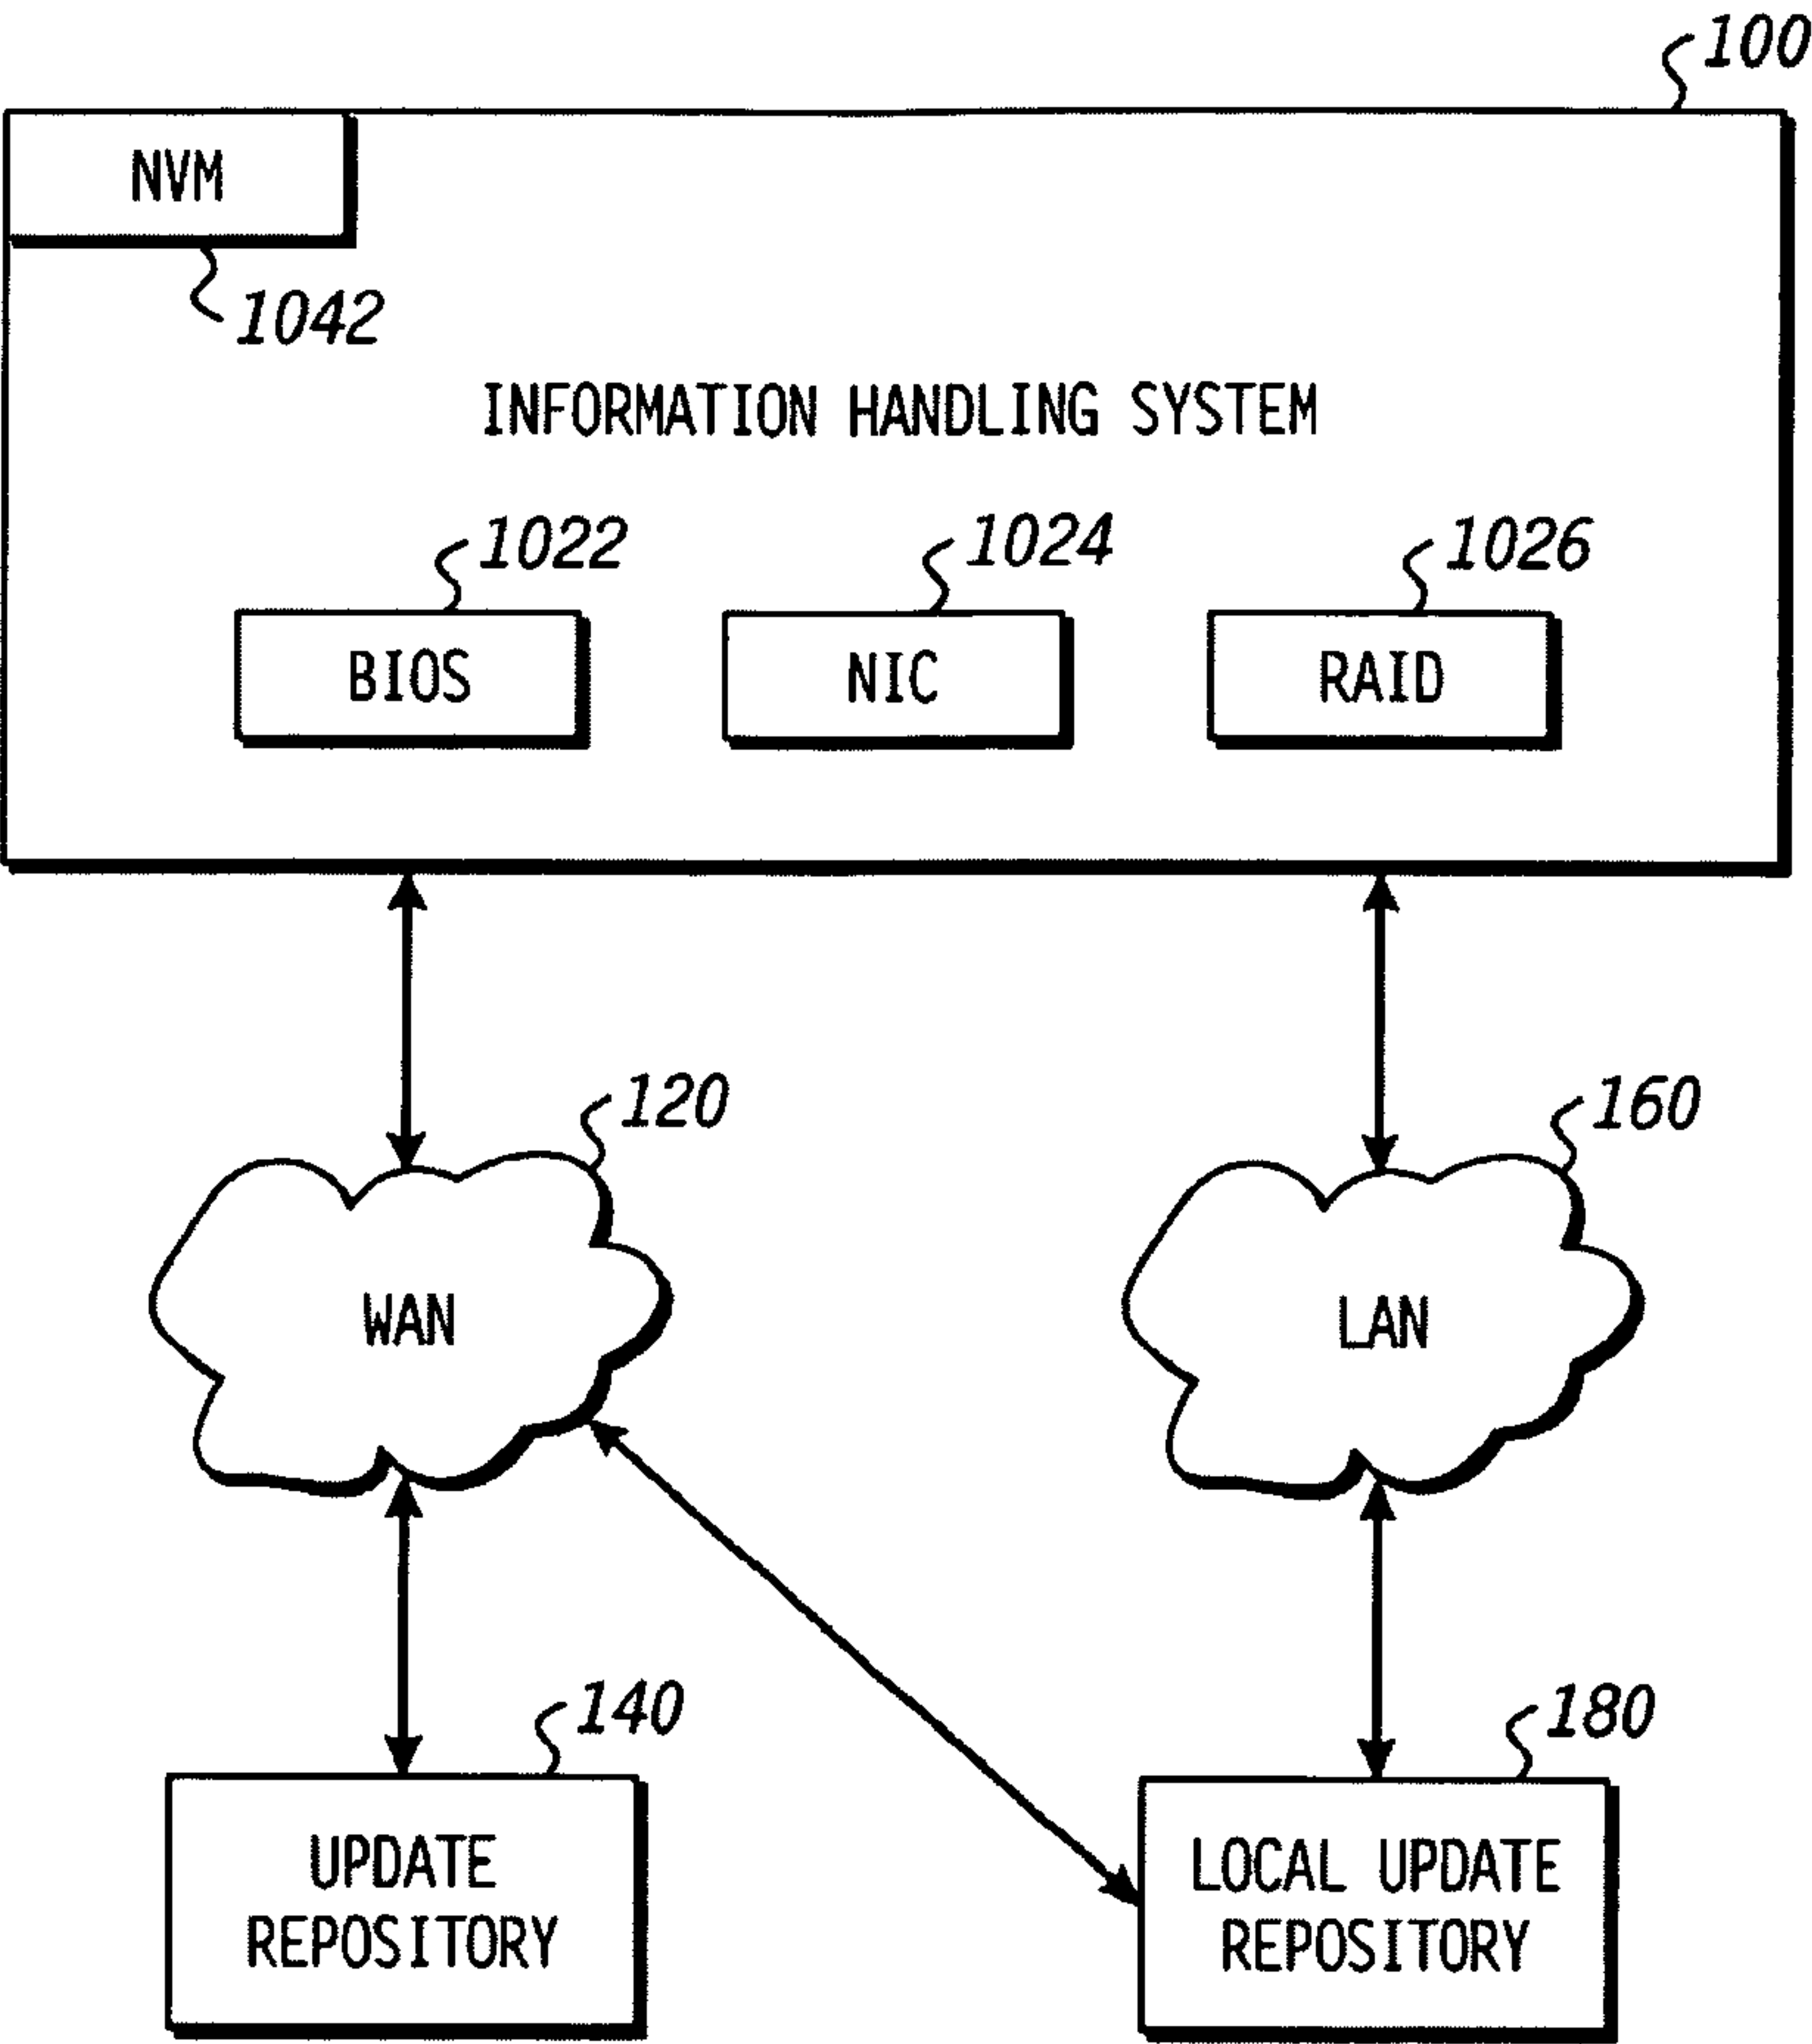 100
NVM
1042
INFORMATION HANDLING SYSTEM
1022
1024
1026
BIOS
NIC
RAID
120
160
WAN
LAN
140
180
UPDATE
REPOSITORY
LOCAL UPDATE
REPOSITORY